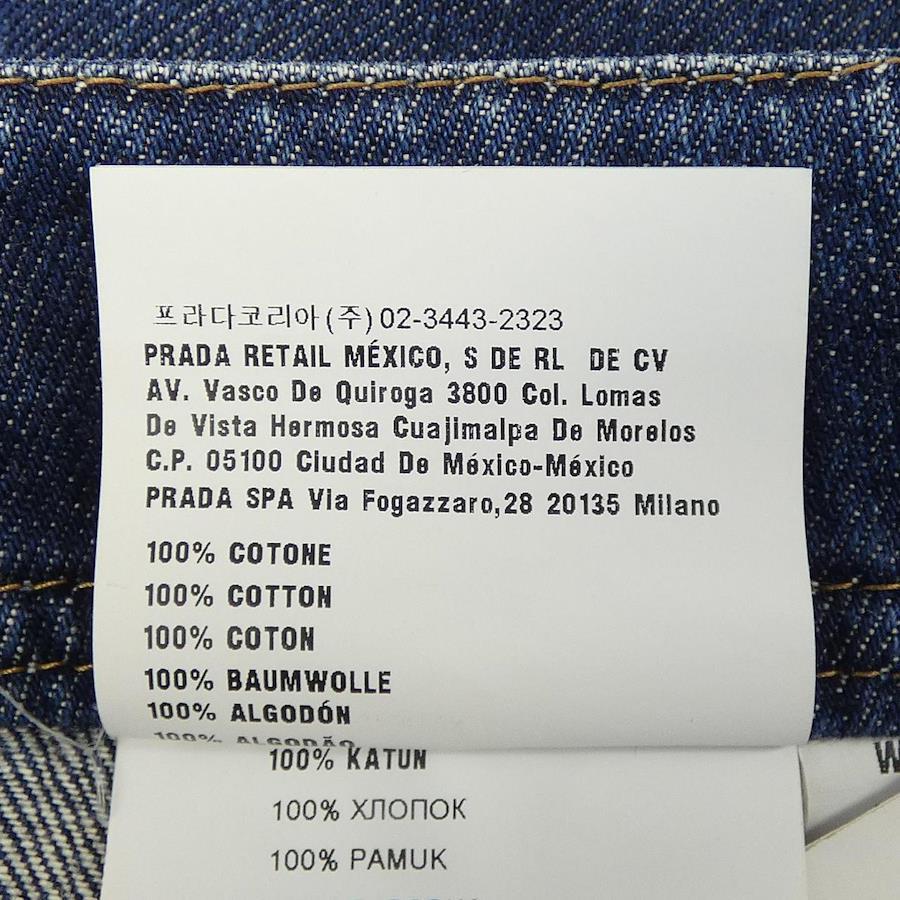 프라다코리아(주)02-3443-2323
PRADA RETAIL MÉXICO, S DE RL DE CV
AV. Vasco De Quiroga 3800 Col. Lomas
De Vista Hermosa Cuajimalpa De Morelos
C.P. 05100 Ciudad De México-México
PRADA SPA Via Fogazzaro,28 20135 Milano
100% COTONE
100% COTTON
100% COTON
100% BAUMWOLLE
100% ALGODÓN
100% ALGODÃO
100% KATUN
100% ХЛОПОК
100% PAMUK